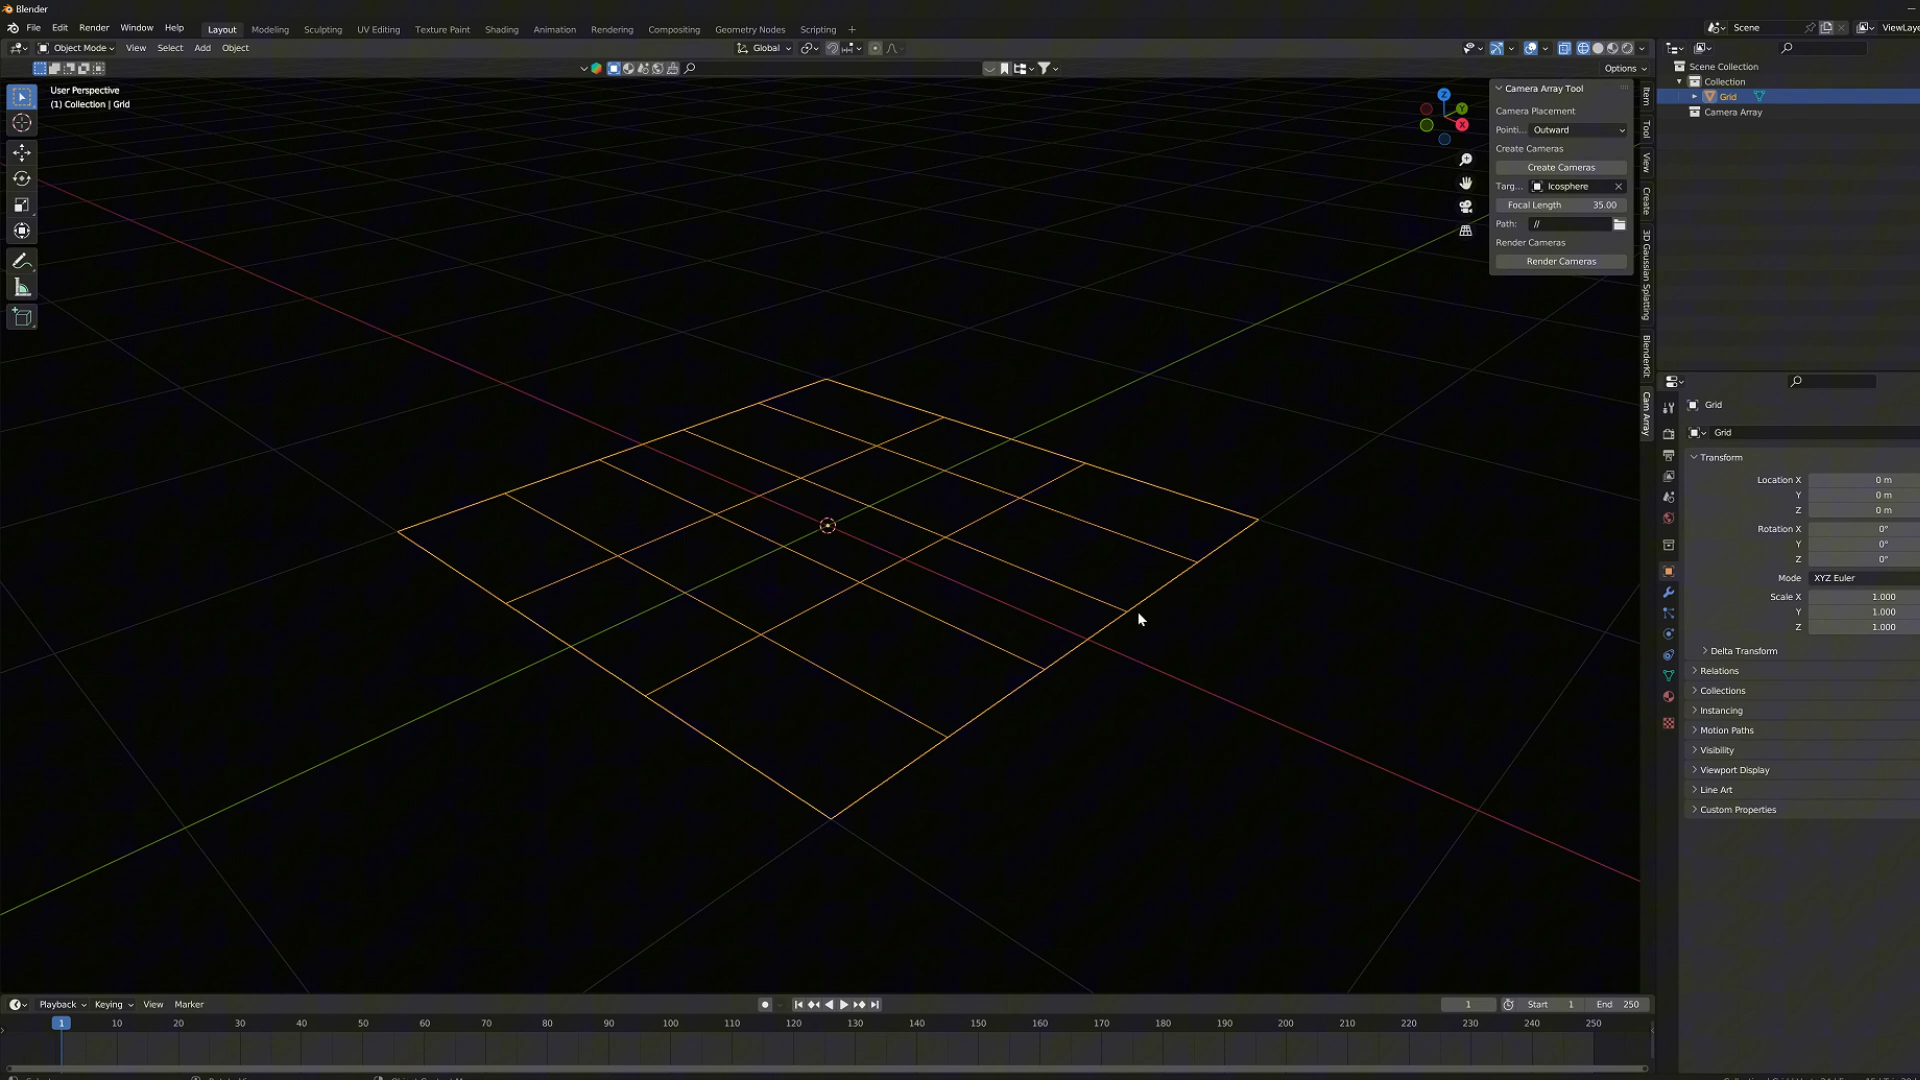 Blender
File Edit Render Window Help Layout Modeling Sculpting UV Editing Texture Paint Shading Animation Rendering Compositing Geometry Nodes Scripting +
Scene ViewLaye
Object Mode View Select Add Object Global
Options
User Perspective
(1) Collection | Grid
Z
Y
X
Camera Array Tool
Camera Placement
Pointi... Outward
Create Cameras
Create Cameras
Targ... Icosphere
Focal Length 35.00
Path: //
Render Cameras
Render Cameras
Item
Tool
View
Create
3D Gaussian Splatting
BlenderKit
Cam Array
Scene Collection
Collection
Grid
Camera Array
Grid
Grid
Transform
Location X 0 m
Y 0 m
Z 0 m
Rotation X 0°
Y 0°
Z 0°
Mode XYZ Euler
Scale X 1.000
Y 1.000
Z 1.000
Delta Transform
Relations
Collections
Instancing
Motion Paths
Visibility
Viewport Display
Line Art
Custom Properties
Playback Keying View Marker 1 Start 1 End 250
1 10 20 30 40 50 60 70 80 90 100 110 120 130 140 150 160 170 180 190 200 210 220 230 240 250